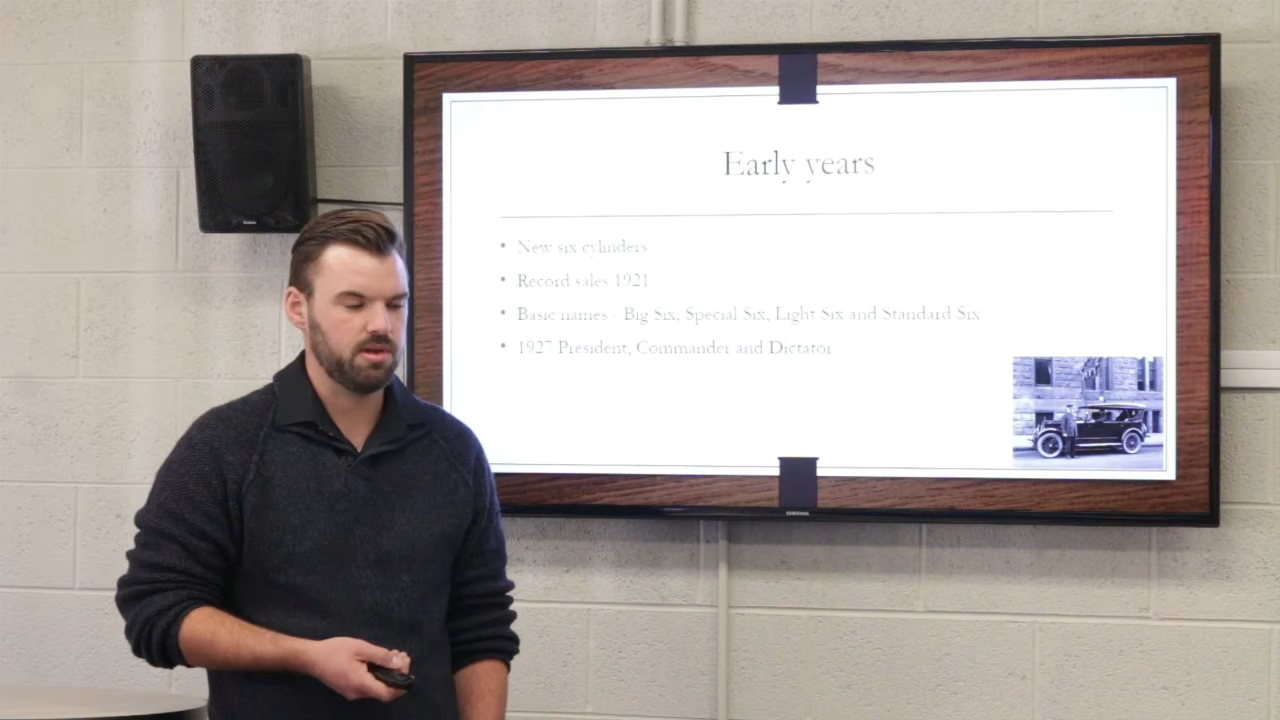 Early years
• New six cylinders
• Record sales 1921
• Basic names - Big Six, Special Six, Light Six and Standard Six
• 1927 President, Commander and Dictator
SAMSUNG